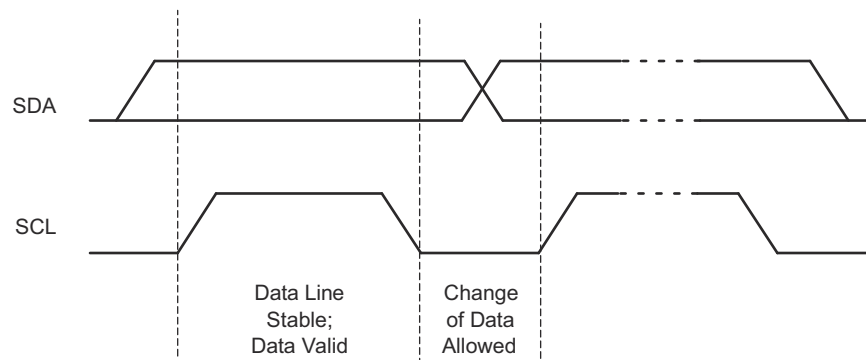 SDA
SCL
Data Line
Stable;
Data Valid
Change
of Data
Allowed